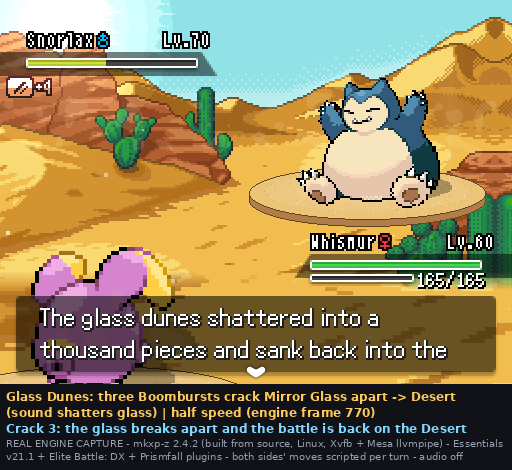 Snorlax♂ Lv.70
+1
Whismur♀ Lv.60
165/165
The glass dunes shattered into a
thousand pieces and sank back into the
Glass Dunes: three Boombursts crack Mirror Glass apart -> Desert
(sound shatters glass) | half speed (engine frame 770)
Crack 3: the glass breaks apart and the battle is back on the Desert
REAL ENGINE CAPTURE - mkxp-z 2.4.2 (built from source, Linux, Xvfb + Mesa llvmpipe) - Essentials
v21.1 + Elite Battle: DX + Prismfall plugins - both sides' moves scripted per turn - audio off